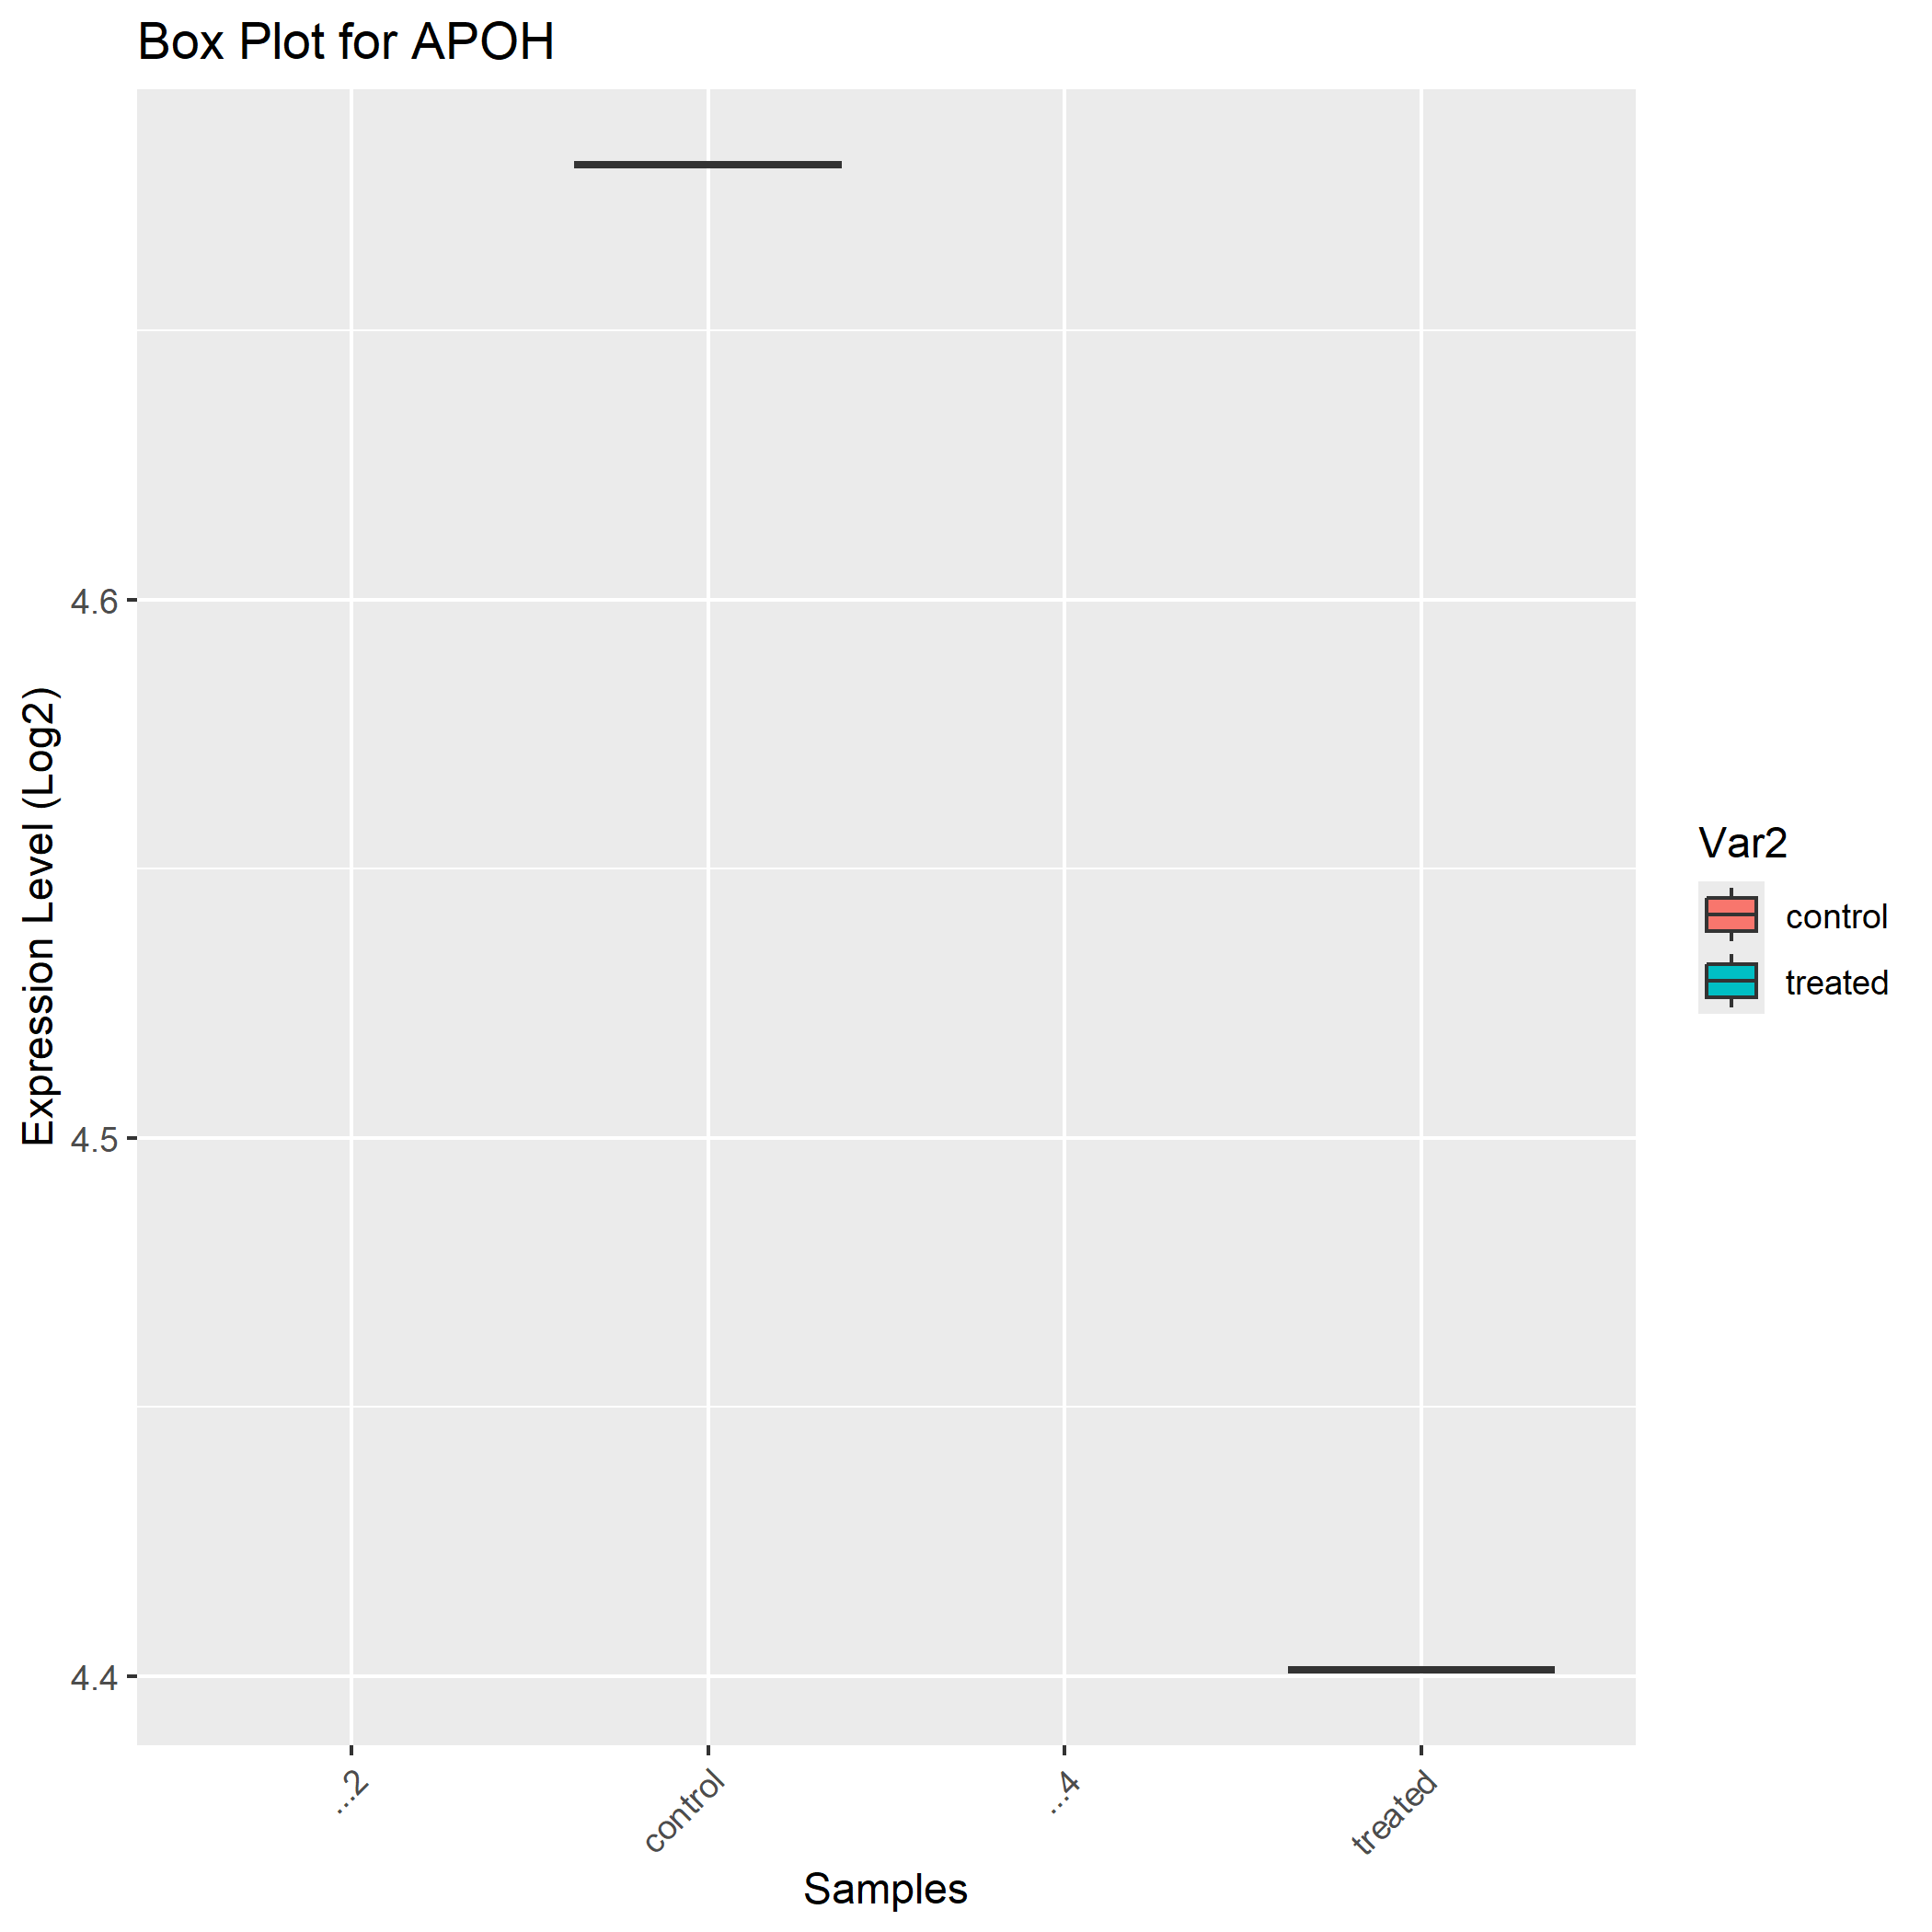 Box Plot for APOH
Expression Level (Log2)
4.6
4.5
4.4
...2
control
...4
treated
Samples
Var2
control
treated